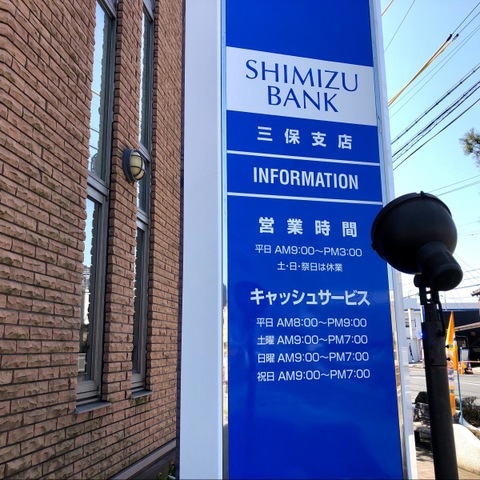 SHIMIZU
BANK
三保支店
INFORMATION
営業時間
平日 AM9:00～PM3:00
土・日・祭日は休業
キャッシュサービス
平日 AM8:00～PM9:00
土曜 AM9:00～PM7:00
日曜 AM9:00～PM7:00
祝日 AM9:00～PM7:00